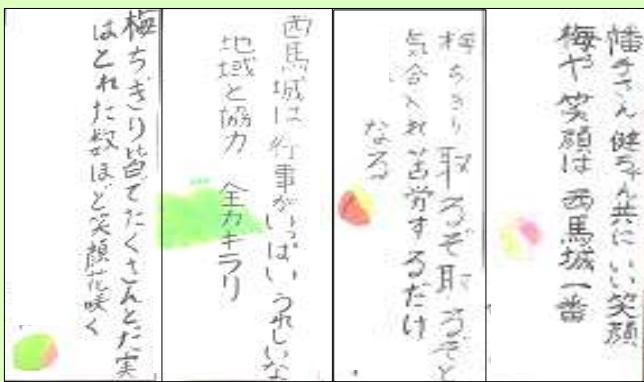 幡手さん健ちゃん共にいい笑顔
梅や笑顔は西馬城一番
梅ちぎり取るぞ取るぞと
気合入れ苦労するだけ
なる
西馬城は行事がいっぱいうれしいな
地域と協力全力キラリ
梅ちぎり皆でたくさんとた実
はとれた数ほど笑顔花咲く